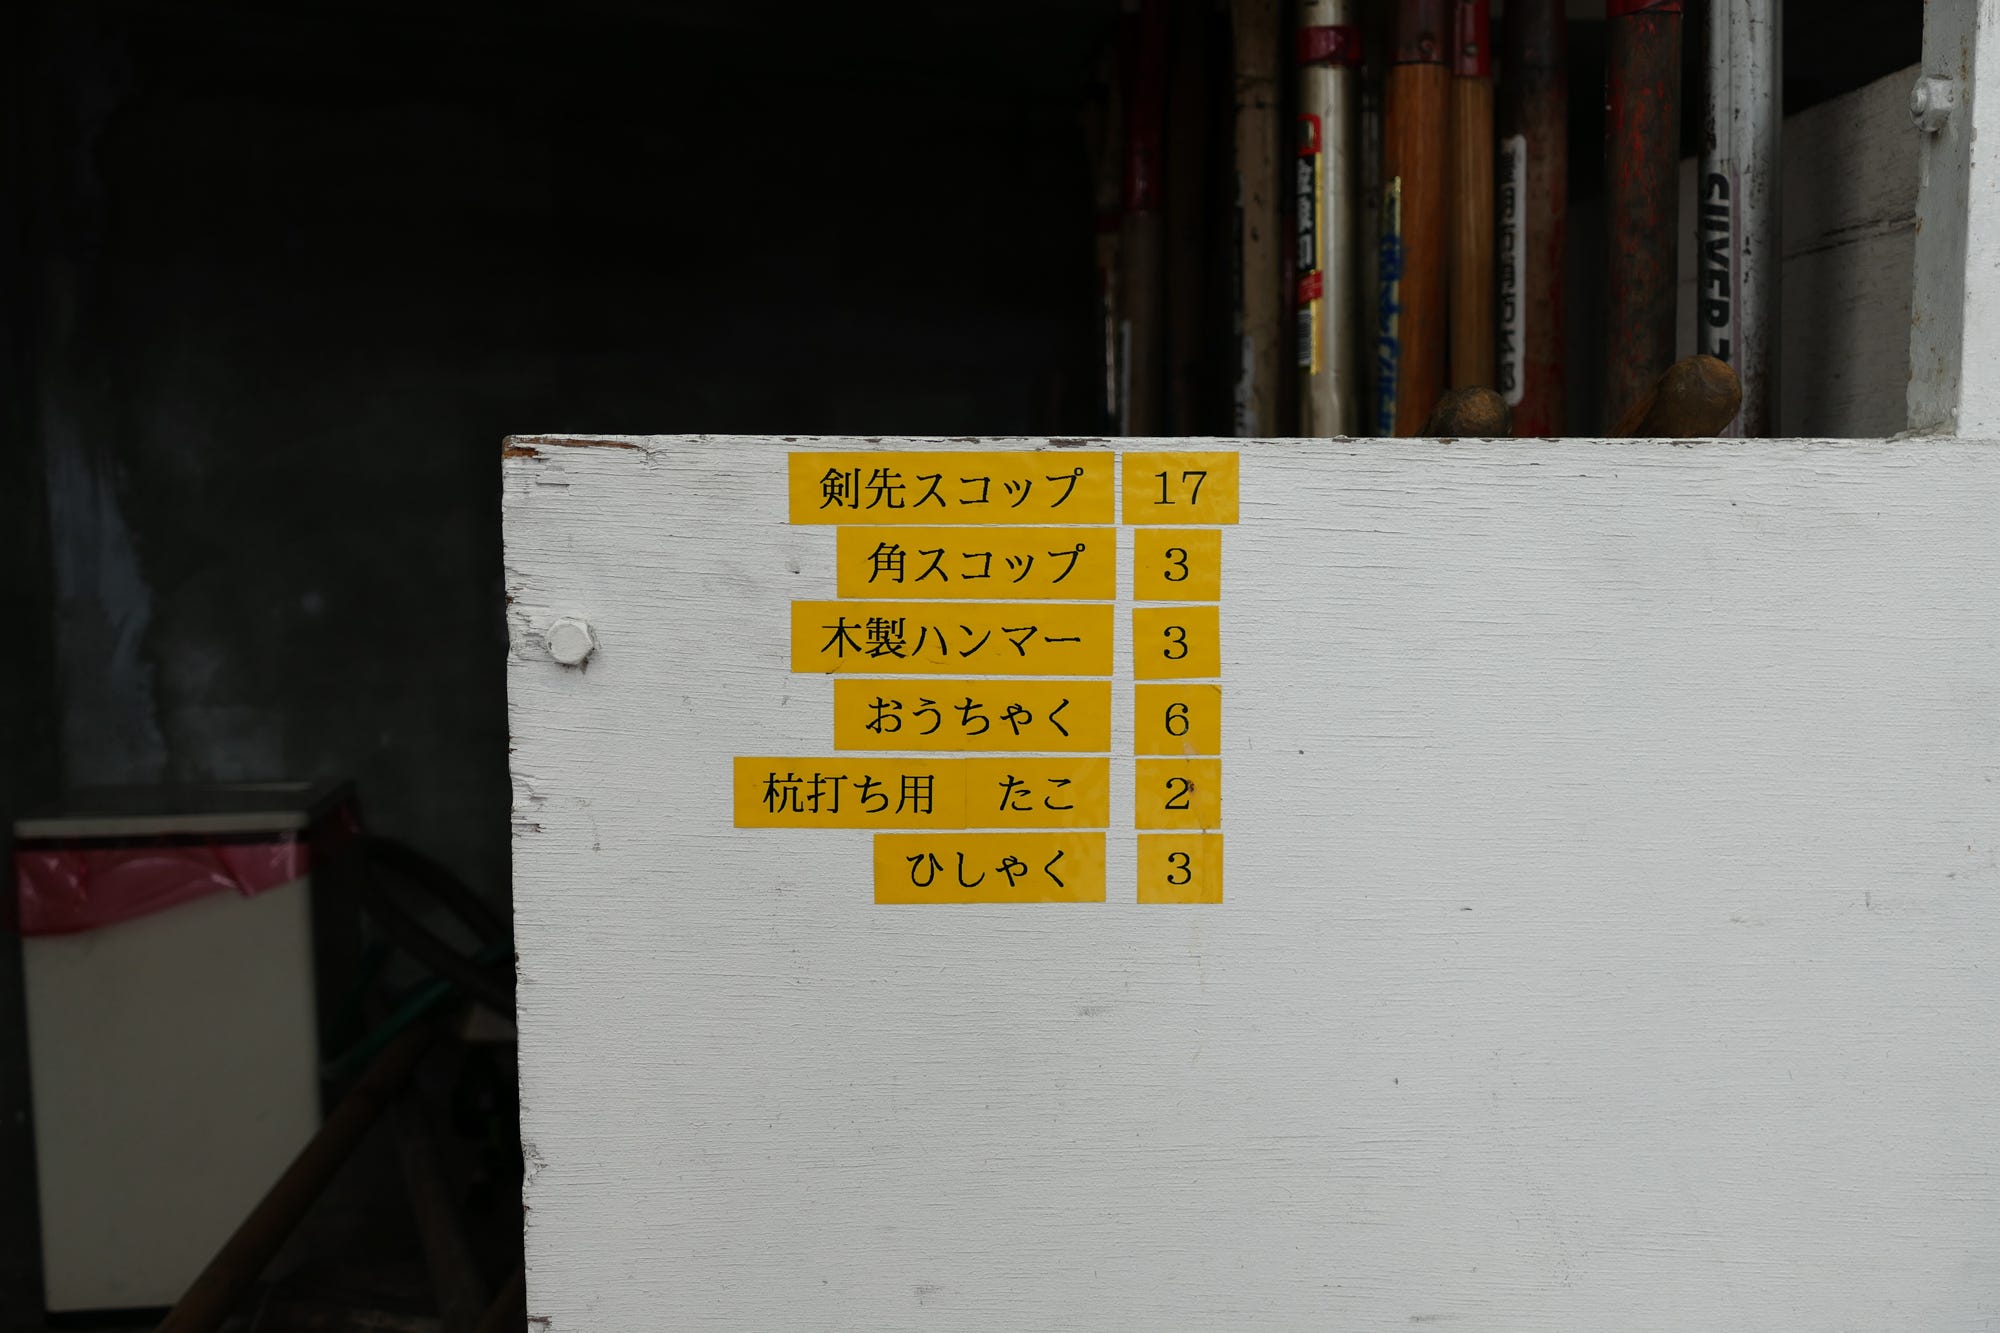 SILVER
剣先スコップ 17
角スコップ 3
木製ハンマー 3
おうちゃく 6
杭打ち用 たこ 2
ひしゃく 3